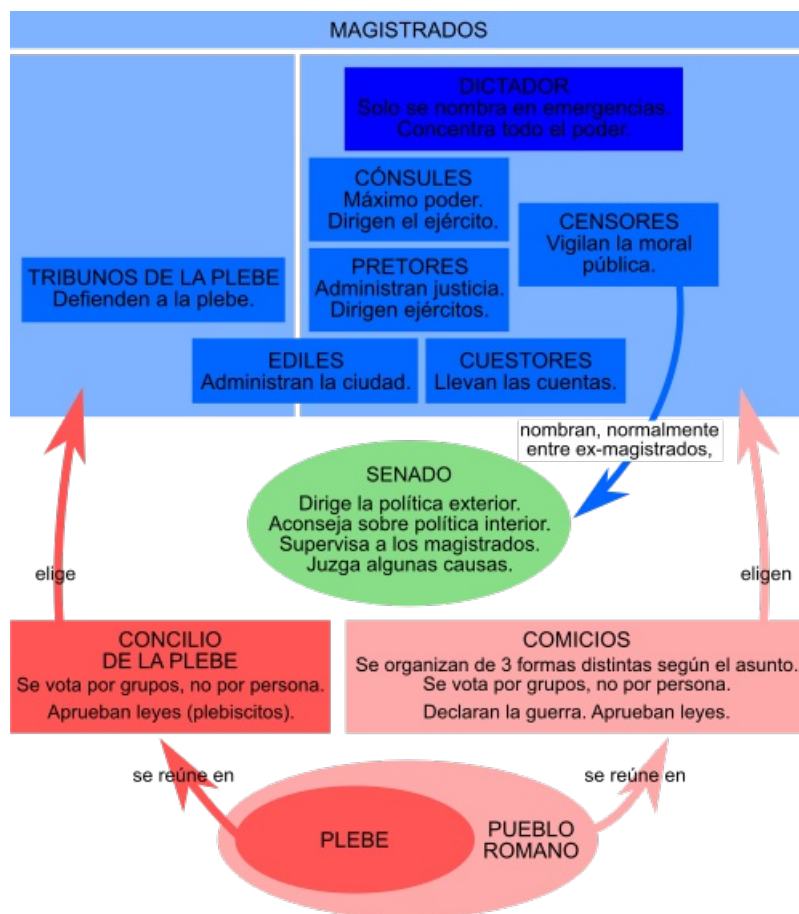 MAGISTRADOS
DICTADOR
Solo se nombra en emergencias.
Concentra todo el poder.
CÓNSULES
Máximo poder.
Dirigen el ejército.
CENSORES
Vigilan la moral
pública.
TRIBUNOS DE LA PLEBE
Defienden a la plebe.
PRETORES
Administran justicia.
Dirigen ejércitos.
EDILES
Administran la ciudad.
CUESTORES
Llevan las cuentas.
nombran, normalmente
entre ex-magistrados,
SENADO
Dirige la política exterior.
Aconseja sobre política interior.
Supervisa a los magistrados.
Juzga algunas causas.
elige
eligen
CONCILIO
DE LA PLEBE
Se vota por grupos, no por persona.
Aprueban leyes (plebiscitos).
COMICIOS
Se organizan de 3 formas distintas según el asunto.
Se vota por grupos, no por persona.
Declaran la guerra. Aprueban leyes.
se reúne en
se reúne en
PLEBE
PUEBLO
ROMANO